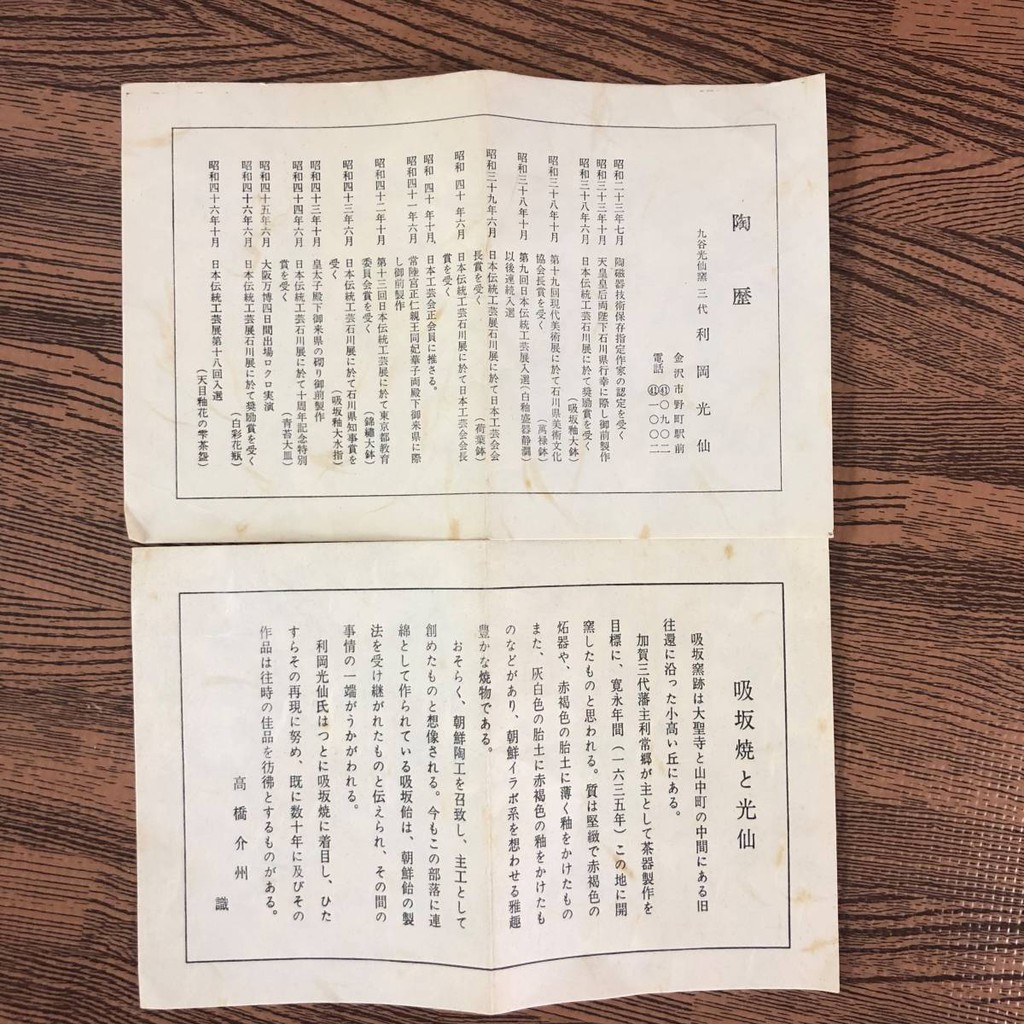 陶歴
九谷光仙窯 三代 利岡光仙
金沢市野町駅前
電話 ㊶〇九〇二
㊶一〇〇二
昭和二十三年七月 陶磁器技術保存指定作家の認定を受く
昭和三十三年十月 天皇皇后両陛下石川県行幸に際し御前製作
昭和三十八年六月 日本伝統工芸石川展に於て奨励賞を受く
(吸坂釉大鉢)
昭和三十八年十月 第十九回現代美術展に於て石川県美術文化
協会長賞を受く (萬禄鉢)
昭和三十八年十月 第九回日本伝統工芸展入選(白釉盛器静潤)
以後連続入選
昭和三十九年六月 日本伝統工芸展石川展に於て日本工芸会会
長賞を受く (荷葉鉢)
昭和 四十 年六月 日本伝統工芸石川展に於て日本工芸会会長
賞を受く
昭和 四十 年十月、日本工芸会正会員に推さる。
昭和四十一年六月 常陸宮正仁親王同妃華子両殿下御来県に際
し御前製作
昭和四十二年十月 第十三回日本伝統工芸展に於て東京都教育
委員会賞を受く (錦繡大鉢)
昭和四十三年六月 日本伝統工芸石川展に於て石川県知事賞を
受く (吸坂釉大水指)
昭和四十三年十月 皇太子殿下御来県の砌り御前製作
昭和四十四年六月 日本伝統工芸石川展に於て十周年記念特別
賞を受く (青苔大皿)
昭和四十五年六月 大阪万博四日間出場ロクロ実演
昭和四十六年六月 日本伝統工芸展石川展に於て奨励賞を受く
(白彩花瓶)
昭和四十六年十月 日本伝統工芸展第十八回入選
(天目釉花の雫茶盌)
吸坂焼と光仙
吸坂窯跡は大聖寺と山中町の中間にある旧
往還に沿った小高い丘にある。
加賀三代藩主利常郷が主として茶器製作を
目標に、寛永年間(一六三五年)この地に開
窯したものと思われる。質は堅緻で赤褐色の
炻器や、赤褐色の胎土に薄く釉をかけたもの
また、灰白色の胎土に赤褐色の釉をかけたも
のなどがあり、朝鮮イラボ系を想わせる雅趣
豊かな焼物である。
おそらく、朝鮮陶工を召致し、主工として
創めたものと想像される。今もこの部落に連
綿として作られている吸坂飴は、朝鮮飴の製
法を受け継がれたものと伝えられ、その間の
事情の一端がうかがわれる。
利岡光仙氏はつとに吸坂焼に着目し、ひた
すらその再現に努め、既に数十年に及びその
作品は往時の佳品を彷彿とするものがある。
高橋介州 識